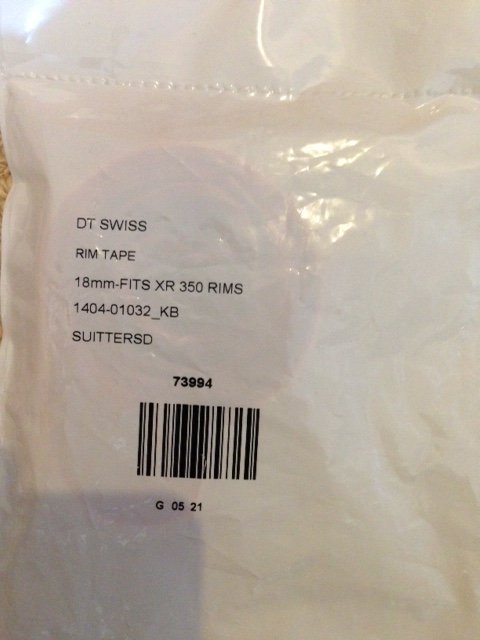 DT SWISS
RIM TAPE
18mm-FITS XR 350 RIMS
1404-01032_KB
SUITTERSD
73994
G 05 21